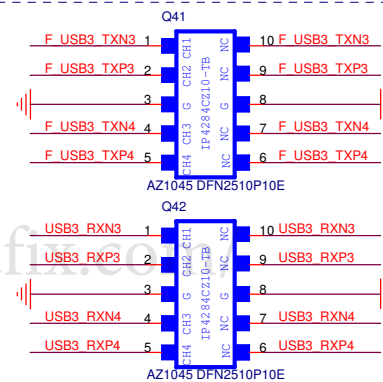 Q41
F_USB3_TXN3 1 CH1 NC 10 F_USB3_TXN3
F_USB3_TXP3 2 CH2 NC 9 F_USB3_TXP3
3 G G 8
F_USB3_TXN4 4 CH3 NC 7 F_USB3_TXN4
F_USB3_TXP4 5 CH4 NC 6 F_USB3_TXP4
IP4284CZ10-TB
AZ1045 DFN2510P10E
Q42
USB3_RXN3 1 CH1 NC 10 USB3_RXN3
USB3_RXP3 2 CH2 NC 9 USB3_RXP3
3 G G 8
USB3_RXN4 4 CH3 NC 7 USB3_RXN4
USB3_RXP4 5 CH4 NC 6 USB3_RXP4
IP4284CZ10-TB
AZ1045 DFN2510P10E
afix.com